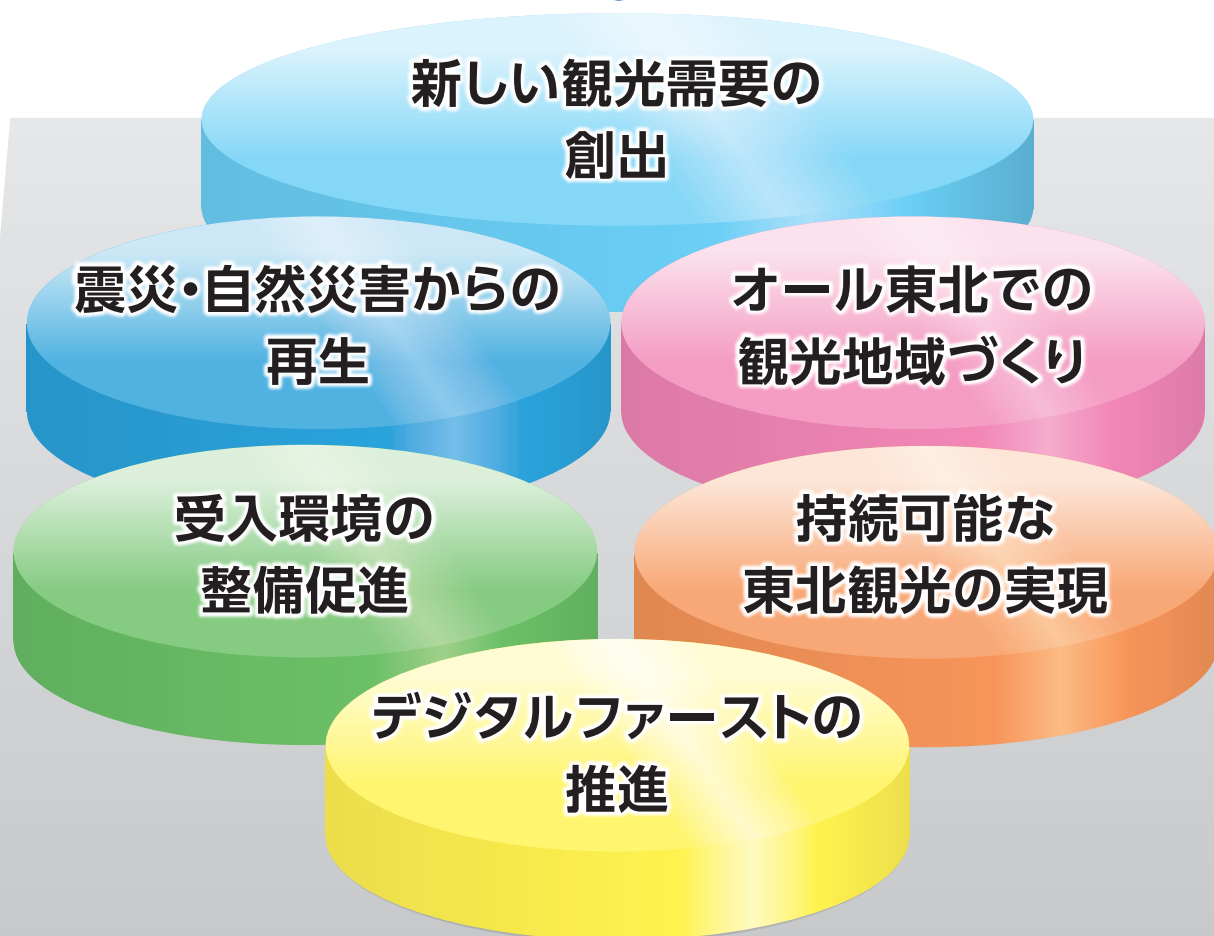 新しい観光需要の
創出
震災・自然災害からの
再生
オール東北での
観光地域づくり
受入環境の
整備促進
持続可能な
東北観光の実現
デジタルファーストの
推進